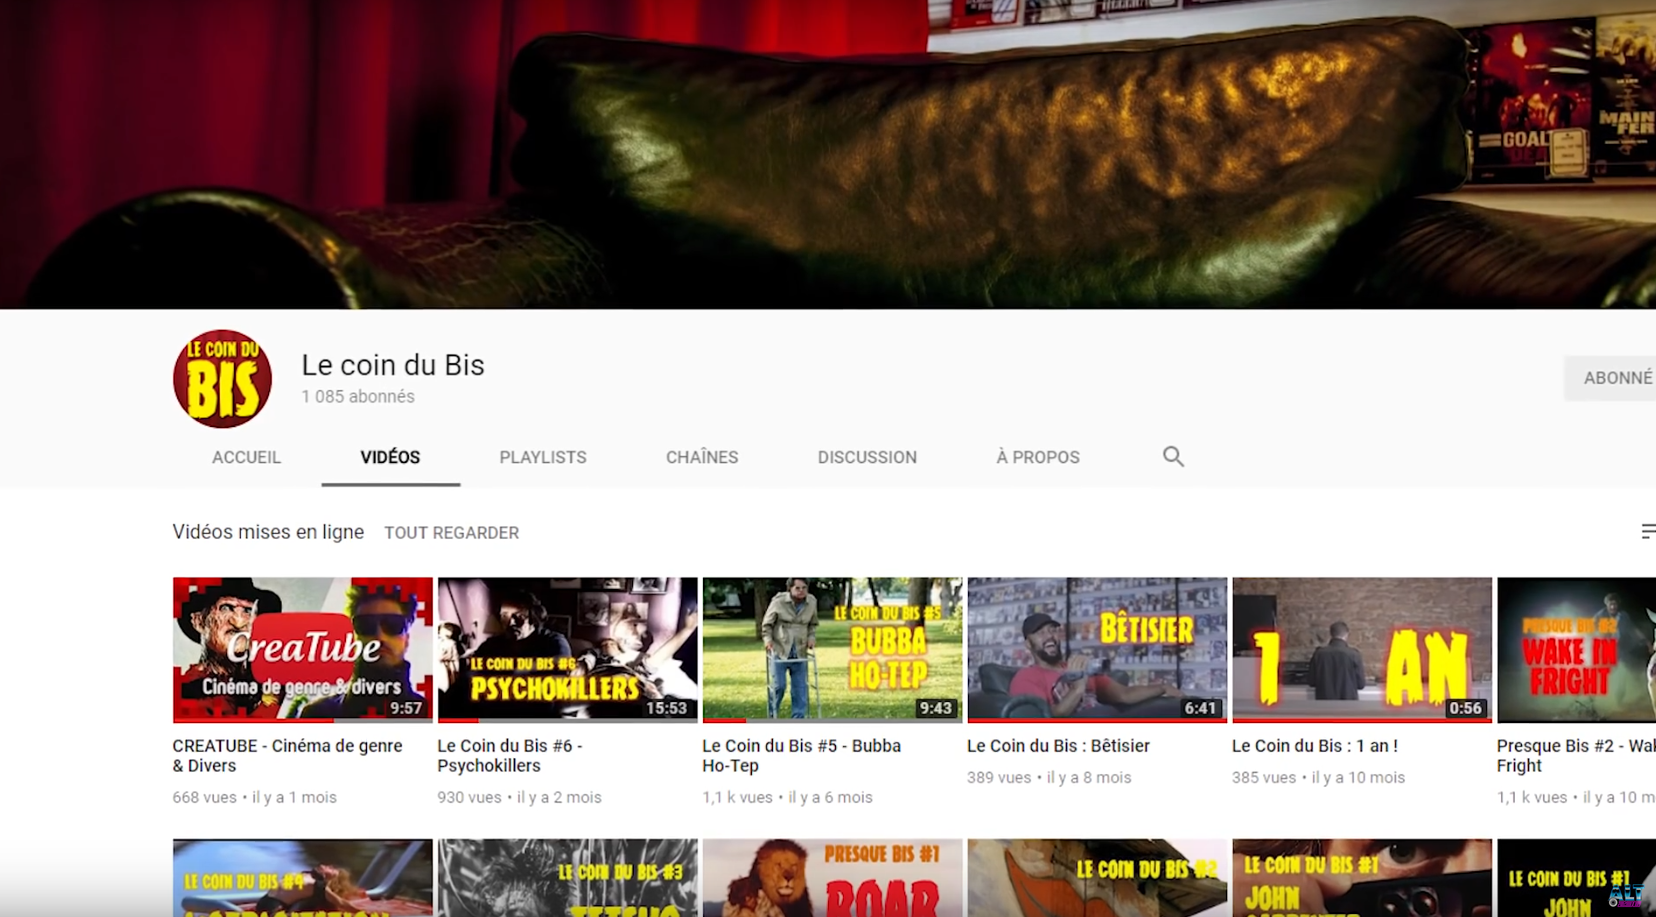 GOAL
MAIN
FER
LE COIN DU
BIS
Le coin du Bis
1 085 abonnés
ABONNÉ
ACCUEIL
VIDÉOS
PLAYLISTS
CHAÎNES
DISCUSSION
À PROPOS
Vidéos mises en ligne
TOUT REGARDER
CreaTube
Cinéma de genre & divers
9:57
LE COIN DU BIS #6
PSYCHOKILLERS
15:53
LE COIN DU BIS #5
BUBBA
HO-TEP
9:43
BÊTISIER
6:41
1 AN
0:56
PRESQUE BIS #2
WAKE IN
FRIGHT
CREATUBE - Cinéma de genre
& Divers
668 vues • il y a 1 mois
Le Coin du Bis #6 -
Psychokillers
930 vues • il y a 2 mois
Le Coin du Bis #5 - Bubba
Ho-Tep
1,1 k vues • il y a 6 mois
Le Coin du Bis : Bêtisier
389 vues • il y a 8 mois
Le Coin du Bis : 1 an !
385 vues • il y a 10 mois
Presque Bis #2 - Wak
Fright
1,1 k vues • il y a 10 m
LE COIN DU BIS #4
LE COIN DU BIS #3
PRESQUE BIS #1
ROAR
LE COIN DU BIS #2
LE COIN DU BIS #1
JOHN
CARPENTER
LE COIN DU BIS #1
JOHN
ALT